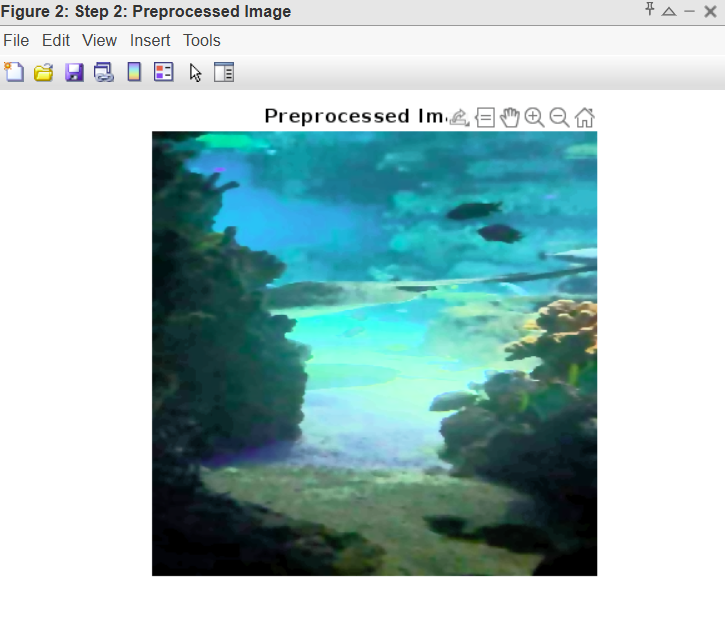 Figure 2: Step 2: Preprocessed Image
File Edit View Insert Tools
Preprocessed Im